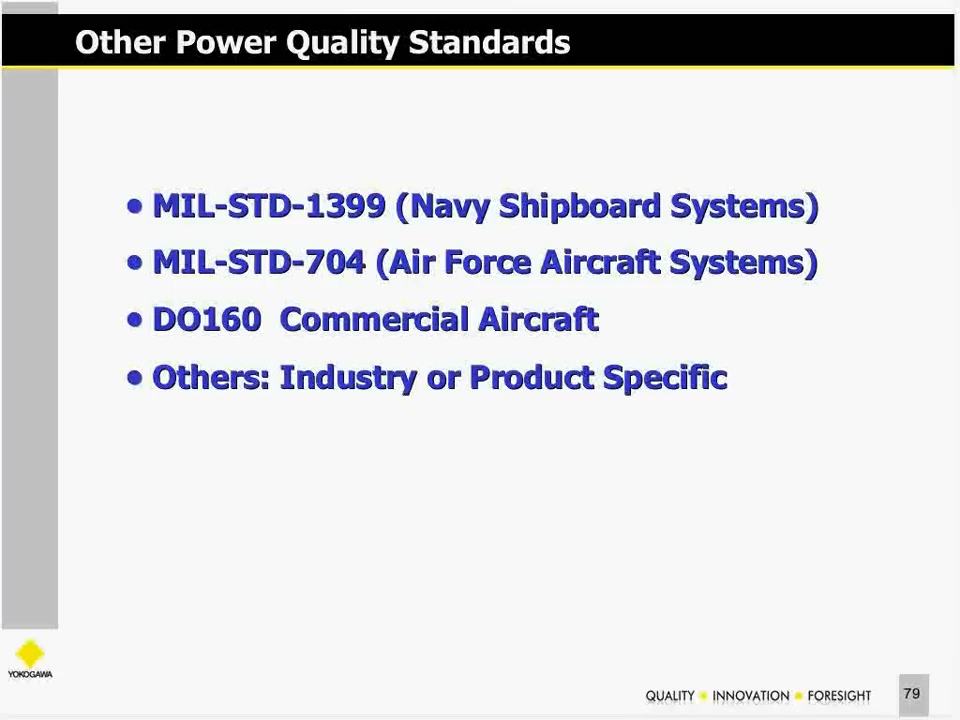 Other Power Quality Standards
• MIL-STD-1399 (Navy Shipboard Systems)
• MIL-STD-704 (Air Force Aircraft Systems)
• DO160  Commercial Aircraft
• Others: Industry or Product Specific
YOKOGAWA
QUALITY • INNOVATION • FORESIGHT
79